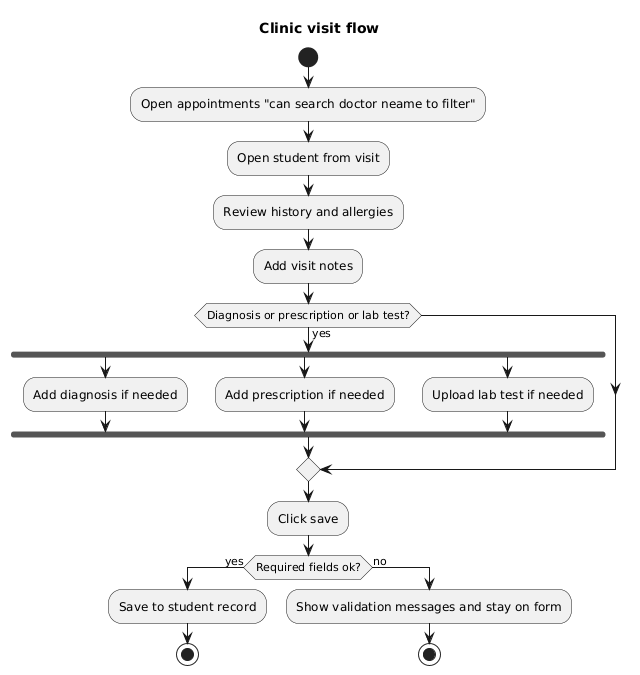 Clinic visit flow
Open appointments "can search doctor neame to filter"
Open student from visit
Review history and allergies
Add visit notes
Diagnosis or prescription or lab test?
yes
Add diagnosis if needed
Add prescription if needed
Upload lab test if needed
Click save
yes
Required fields ok?
no
Save to student record
Show validation messages and stay on form